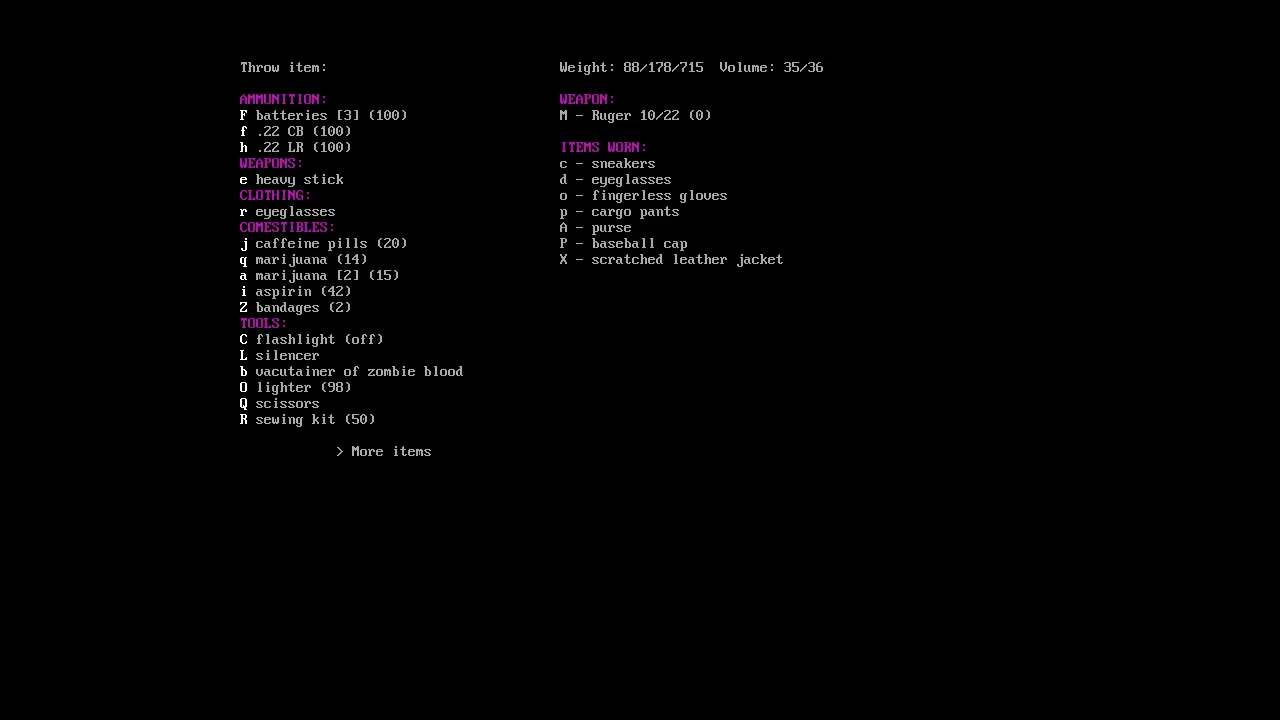 Throw item:
Weight: 88/178/715  Volume: 35/36
AMMUNITION:
F batteries [3] (100)
f .22 CB (100)
h .22 LR (100)
WEAPONS:
e heavy stick
CLOTHING:
r eyeglasses
COMESTIBLES:
j caffeine pills (20)
q marijuana (14)
a marijuana [2] (15)
i aspirin (42)
Z bandages (2)
TOOLS:
C flashlight (off)
L silencer
b vacutainer of zombie blood
O lighter (98)
Q scissors
R sewing kit (50)
> More items
WEAPON:
M - Ruger 10/22 (0)
ITEMS WORN:
c - sneakers
d - eyeglasses
o - fingerless gloves
p - cargo pants
A - purse
P - baseball cap
X - scratched leather jacket